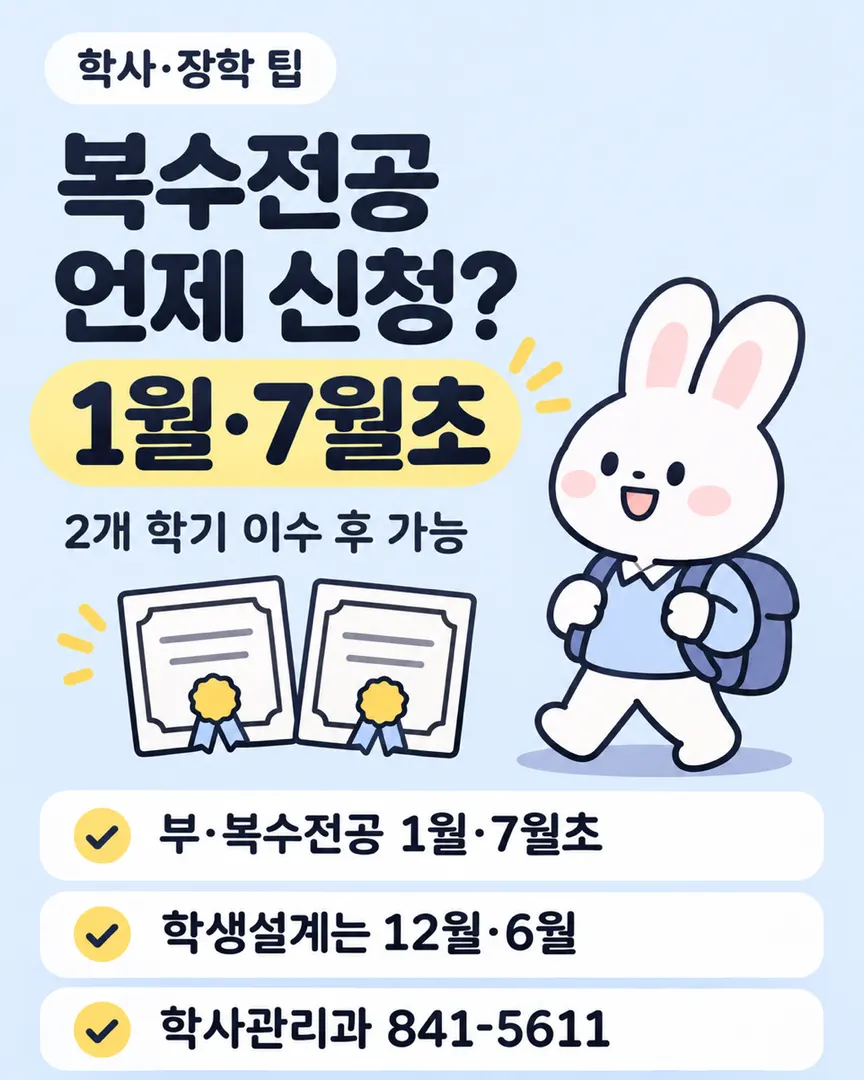 학사·장학 팁
복수전공
언제 신청?
1월·7월초
2개 학기 이수 후 가능
부·복수전공 1월·7월초
학생설계는 12월·6월
학사관리과 841-5611